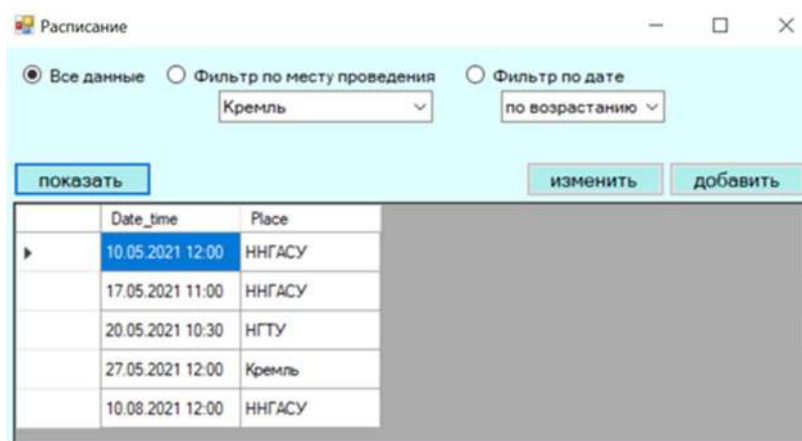 Расписание
Все данные Фильтр по месту проведения Фильтр по дате
Кремль по возрастанию
показать изменить добавить
Date_time Place
10.05.2021 12:00 ННГАСУ
17.05.2021 11:00 ННГАСУ
20.05.2021 10:30 НГТУ
27.05.2021 12:00 Кремль
10.08.2021 12:00 ННГАСУ